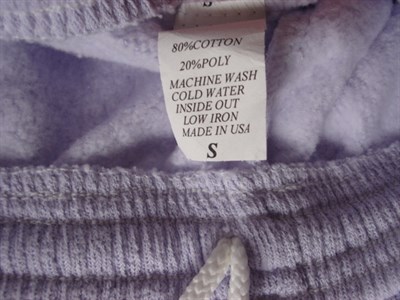 S
80%COTTON
20%POLY
MACHINE WASH
COLD WATER
INSIDE OUT
LOW IRON
MADE IN USA
S